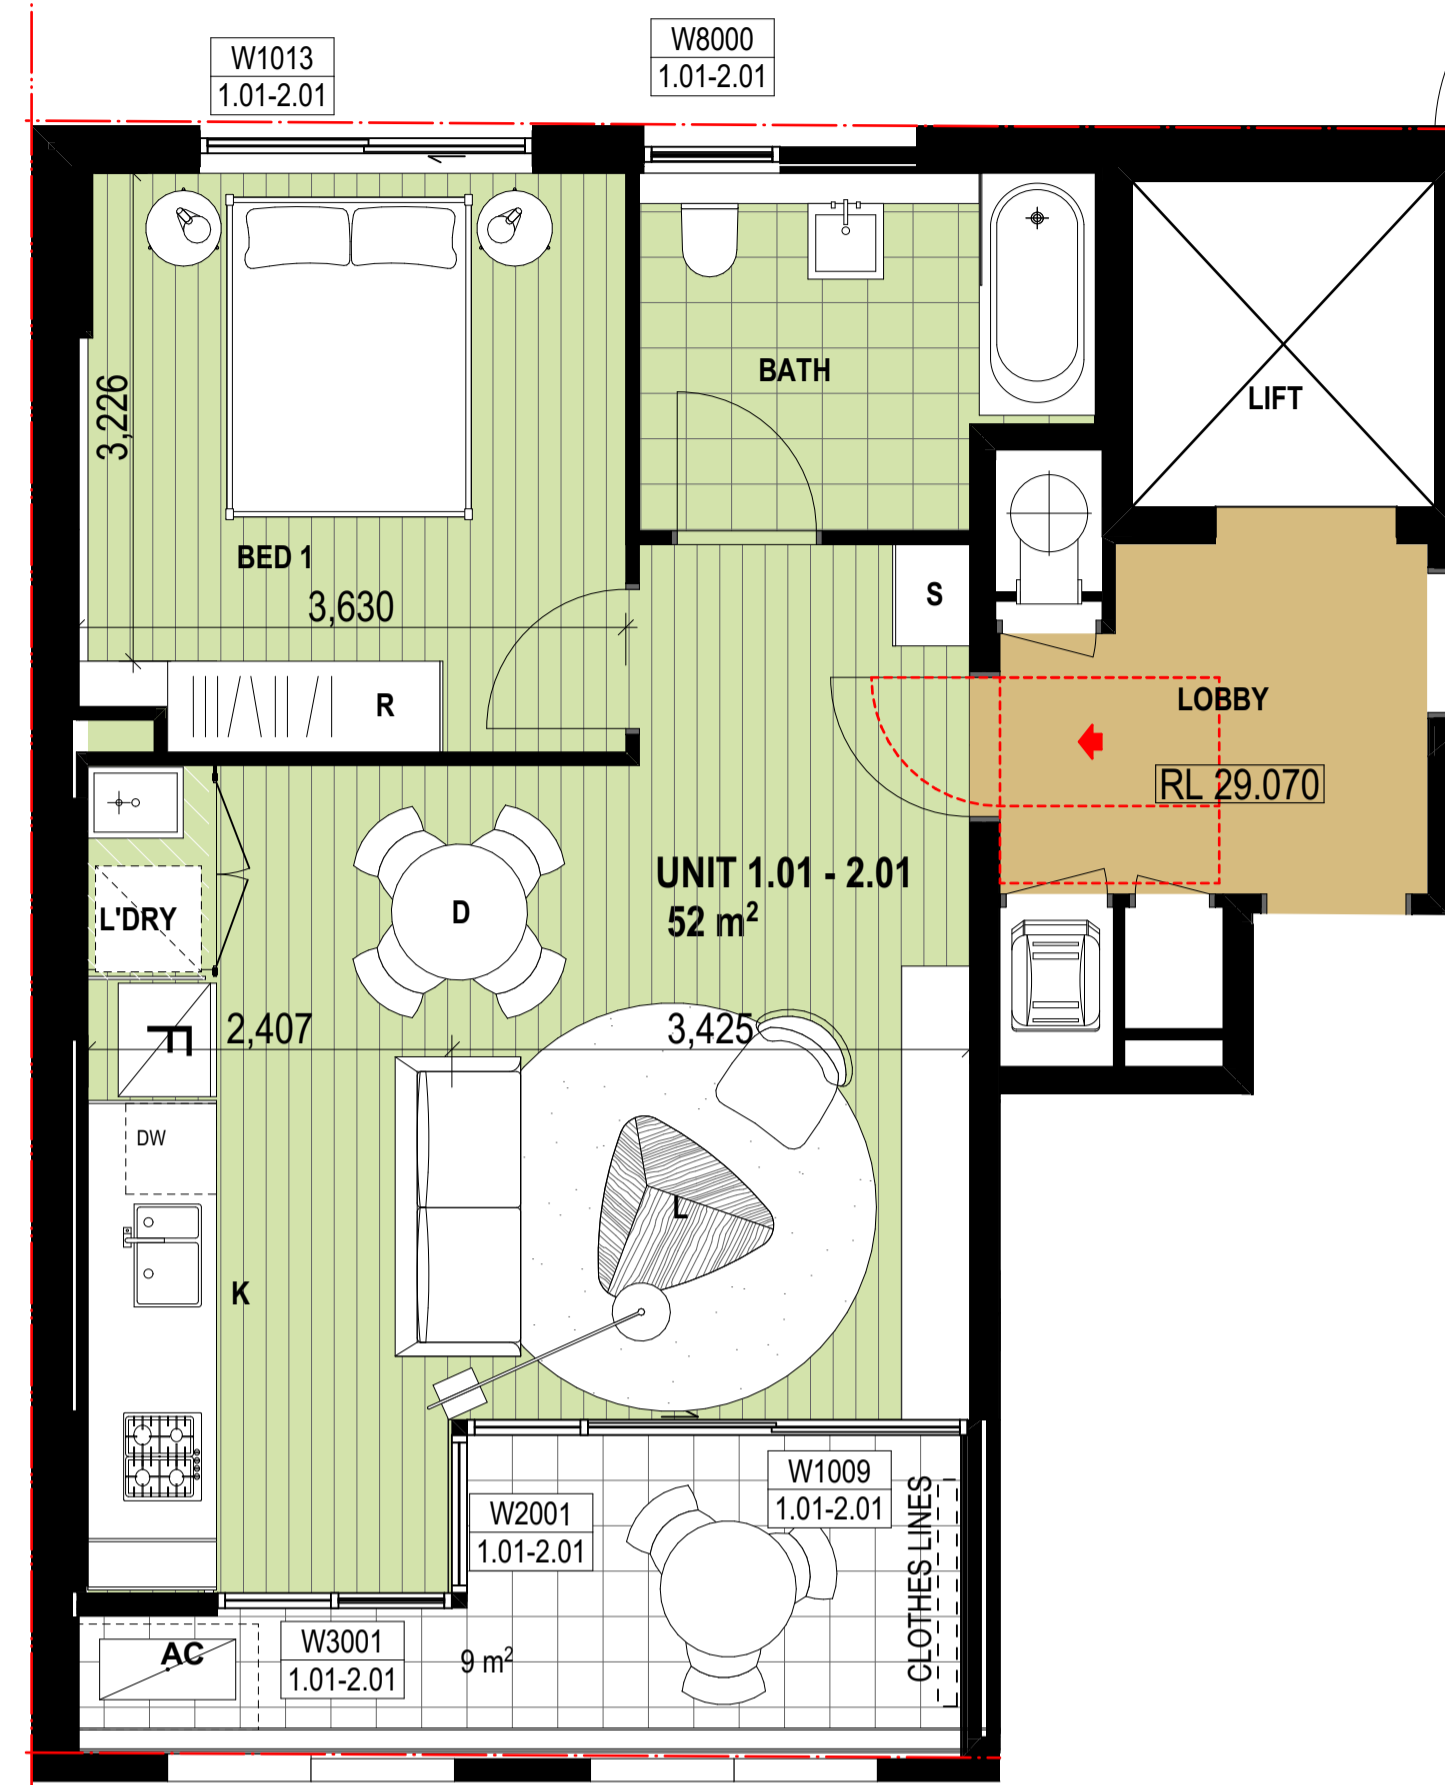 W1013
1.01-2.01
W8000
1.01-2.01
BATH
LIFT
3,226
BED 1
3,630
S
R
LOBBY
RL 29.070
UNIT 1.01 - 2.01
52 m²
D
L'DRY
F
2,407
3,425
DW
L
K
W1009
1.01-2.01
W2001
1.01-2.01
CLOTHES LINES
W3001
1.01-2.01
AC
9 m²